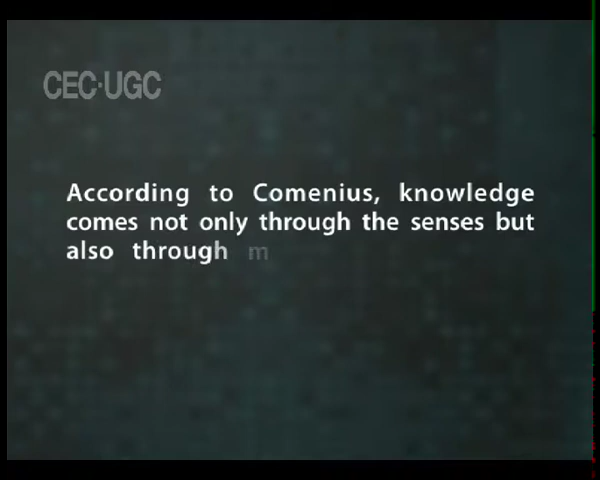 CEC-UGC
According to Comenius, knowledge
comes not only through the senses but
also through m